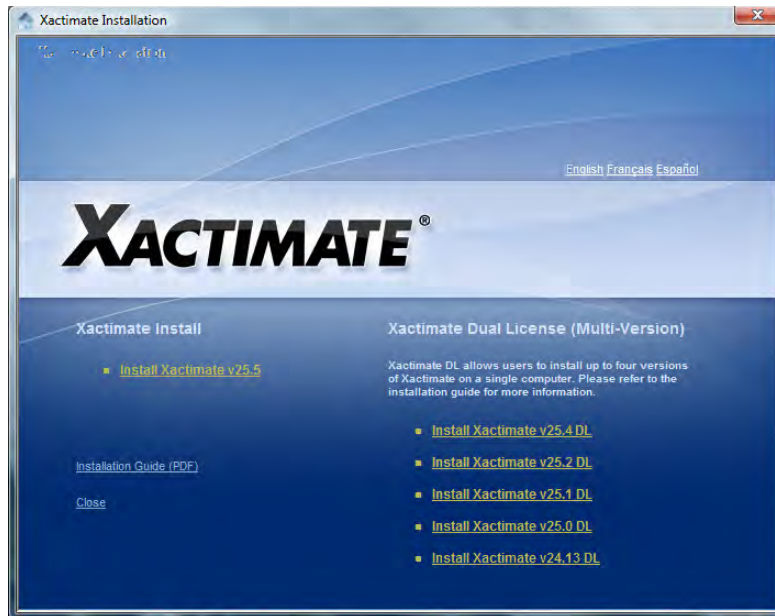 Xactimate Installation
English Français Español
XACTIMATE®
Xactimate Install
Install Xactimate v25.5
Installation Guide (PDF)
Close
Xactimate Dual License (Multi-Version)
Xactimate DL allows users to install up to four versions
of Xactimate on a single computer. Please refer to the
installation guide for more information.
Install Xactimate v25.4 DL
Install Xactimate v25.2 DL
Install Xactimate v25.1 DL
Install Xactimate v25.0 DL
Install Xactimate v24.13 DL